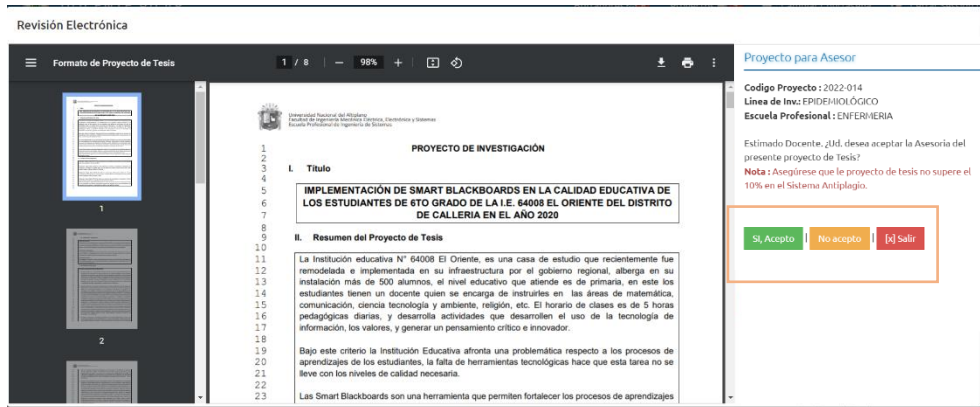 Revisión Electrónica
Formato de Proyecto de Tesis
1 / 8 | — 98% +
1
2
Universidad Nacional del Altiplano
Facultad de Ingeniería Mecánica Eléctrica, Electrónica y Sistemas
Escuela Profesional de Ingeniería de Sistemas
1 PROYECTO DE INVESTIGACIÓN
2
3 I. Título
4
5 IMPLEMENTACIÓN DE SMART BLACKBOARDS EN LA CALIDAD EDUCATIVA DE
6 LOS ESTUDIANTES DE 6TO GRADO DE LA I.E. 64008 EL ORIENTE DEL DISTRITO
7 DE CALLERIA EN EL AÑO 2020
8
9 II. Resumen del Proyecto de Tesis
10
11 La Institución educativa N° 64008 El Oriente, es una casa de estudio que recientemente fue
12 remodelada e implementada en su infraestructura por el gobierno regional, alberga en su
13 instalación más de 500 alumnos, el nivel educativo que atiende es de primaria, en este los
14 estudiantes tienen un docente quien se encarga de instruirles en las áreas de matemática,
15 comunicación, ciencia tecnología y ambiente, religión, etc. El horario de clases es de 5 horas
16 pedagógicas diarias, y desarrolla actividades que desarrollen el uso de la tecnología de
17 información, los valores, y generar un pensamiento crítico e innovador.
18
19 Bajo este criterio la Institución Educativa afronta una problemática respecto a los procesos de
20 aprendizajes de los estudiantes, la falta de herramientas tecnológicas hace que esta tarea no se
21 lleve con los niveles de calidad necesaria.
22
23 Las Smart Blackboards son una herramienta que permiten fortalecer los procesos de aprendizajes
Proyecto para Asesor
Codigo Proyecto : 2022-014
Linea de Inv.: EPIDEMIOLÓGICO
Escuela Profesional : ENFERMERIA
Estimado Docente. ¿Ud. desea aceptar la Asesoria del
presente proyecto de Tesis?
Nota : Asegúrese que le proyecto de tesis no supere el
10% en el Sistema Antiplagio.
SI, Acepto | No acepto | [x] Salir